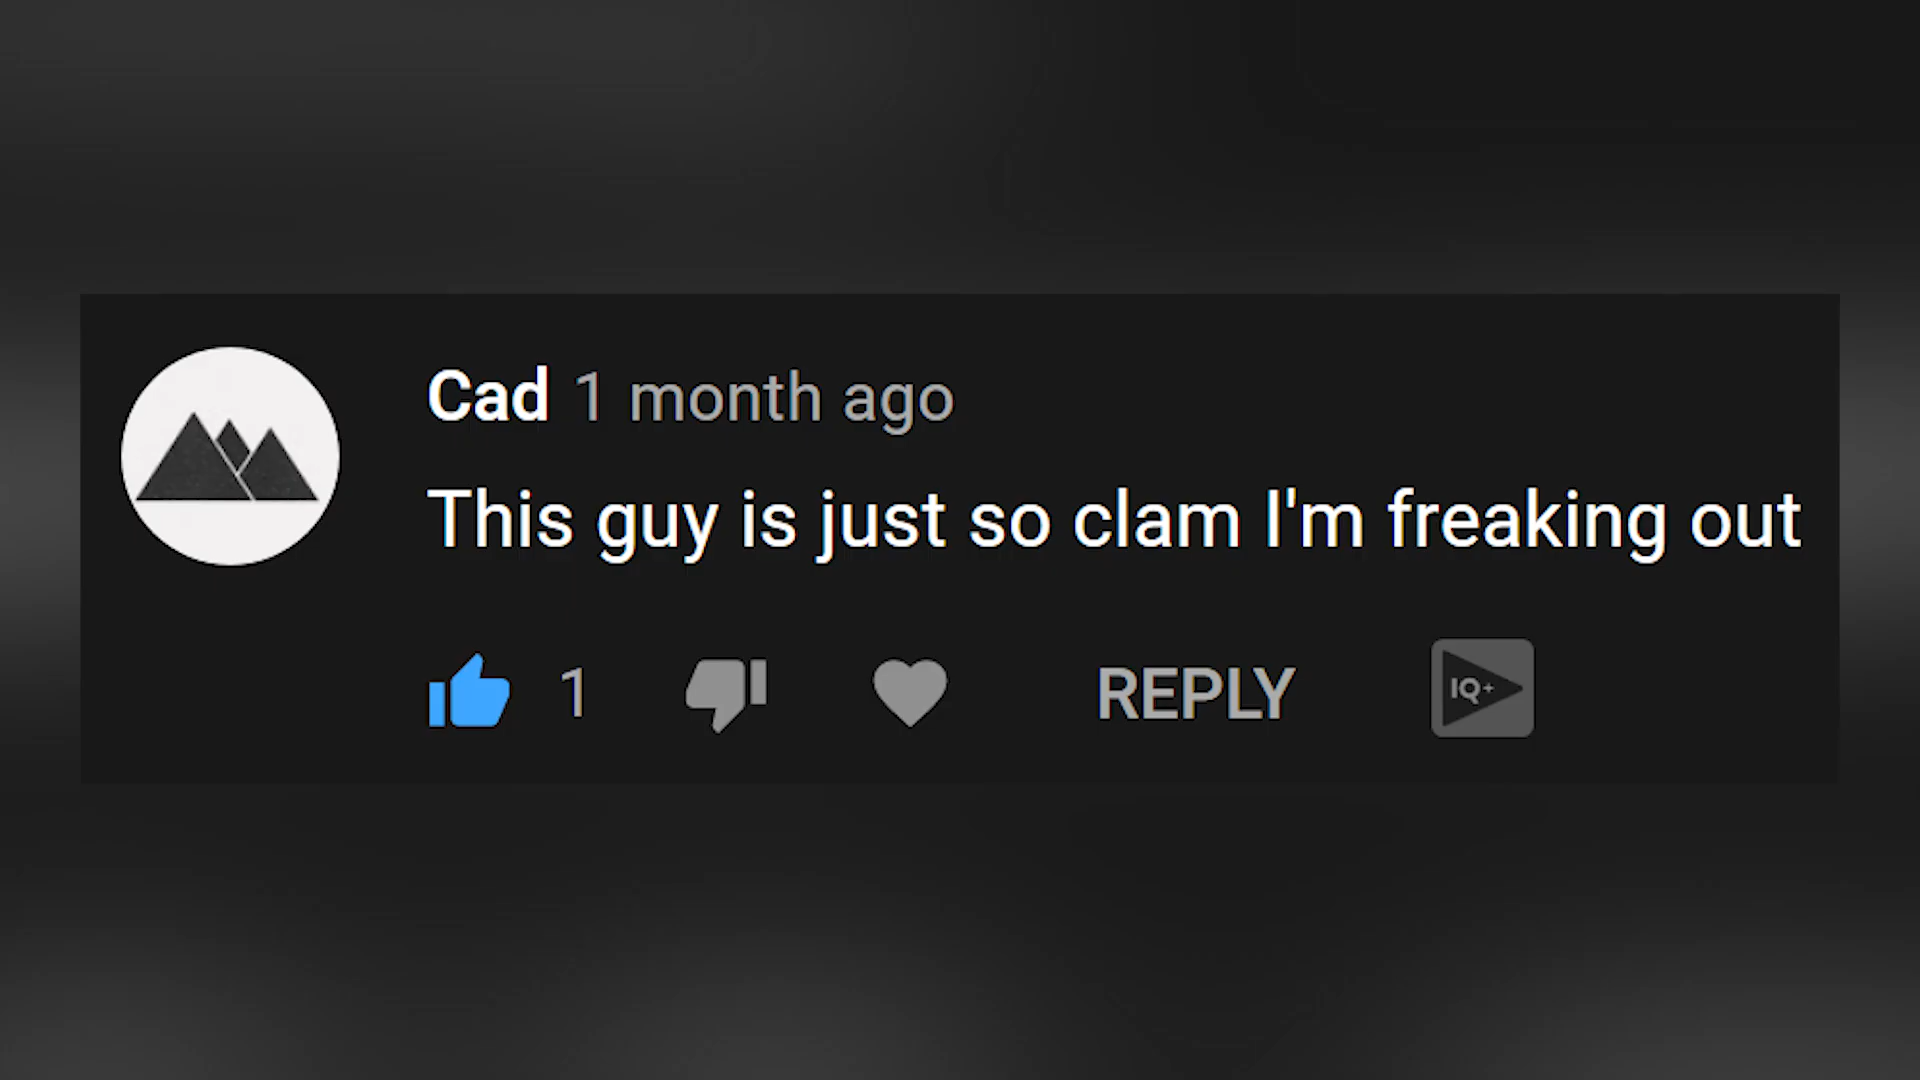 Cad 1 month ago
This guy is just so clam I'm freaking out
1 REPLY IQ+